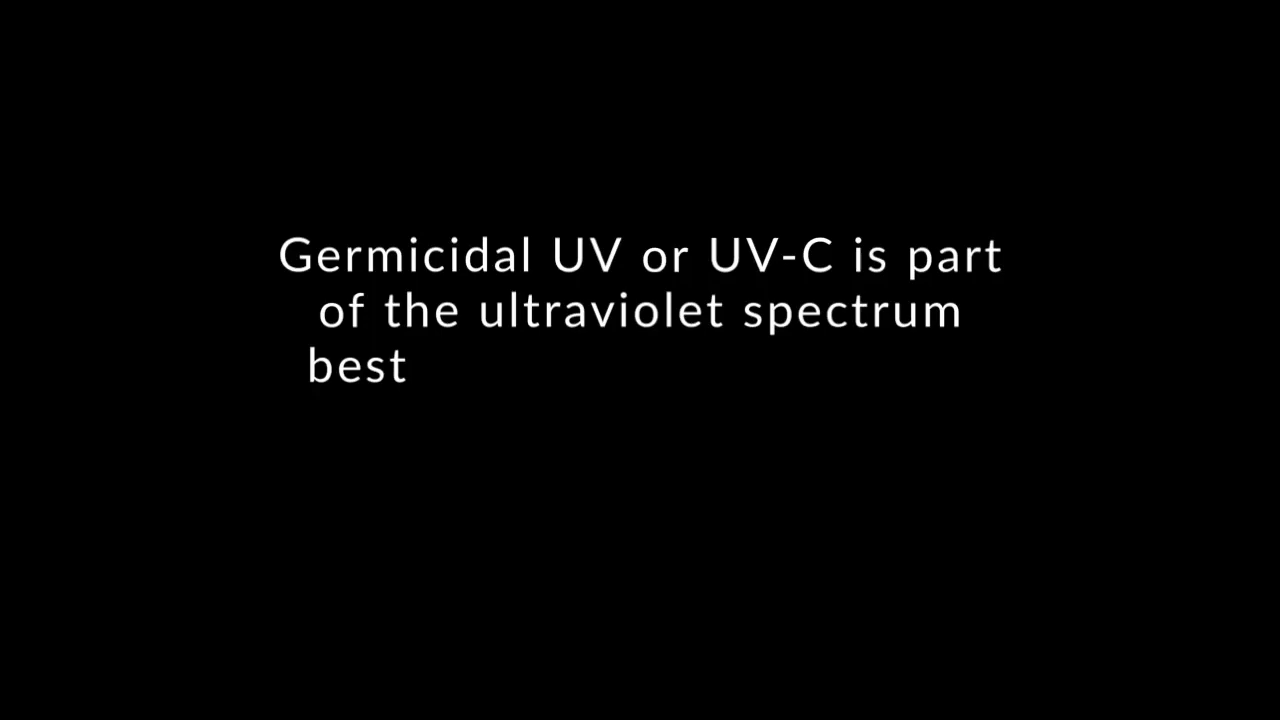 Germicidal UV or UV-C is part
of the ultraviolet spectrum
best